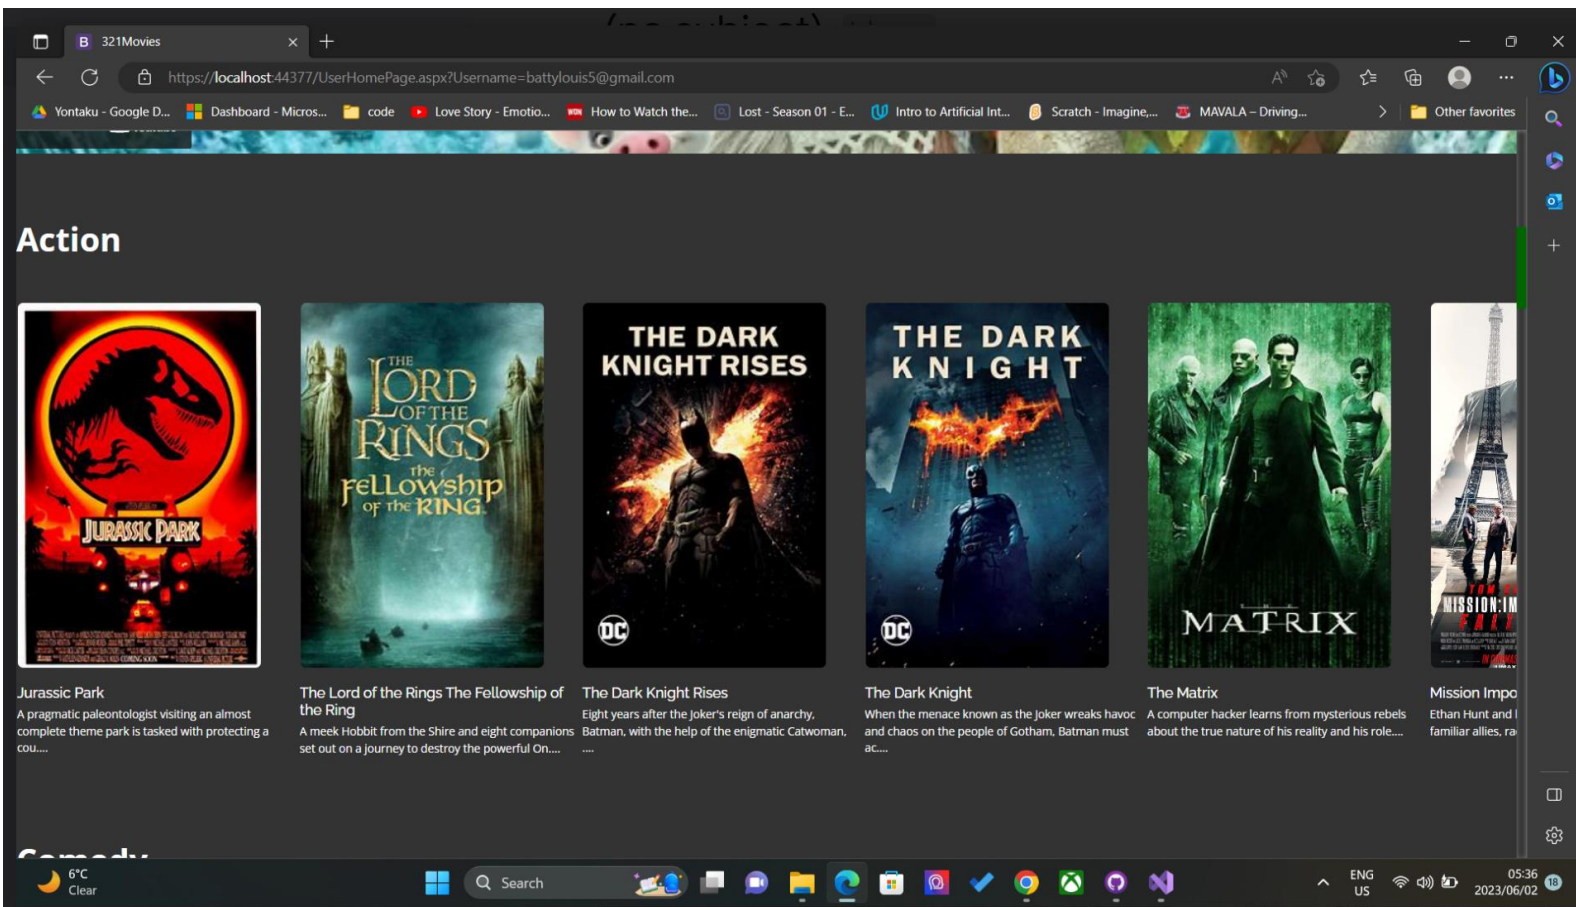 321Movies
https://localhost:44377/UserHomePage.aspx?Username=battylouis5@gmail.com
Yontaku - Google D...
Dashboard - Micros...
code
Love Story - Emotio...
How to Watch the...
Lost - Season 01 - E...
Intro to Artificial Int...
Scratch - Imagine,...
MAVALA – Driving...
Other favorites
Action
JURASSIC PARK
COMING SOON
THE
LORD
OF THE
RINGS
THE
FELLOWSHIP
OF THE RING
THE DARK
KNIGHT RISES
DC
THE DARK
KNIGHT
DC
THE
MATRIX
MISSION:IM
Jurassic Park
A pragmatic paleontologist visiting an almost
complete theme park is tasked with protecting a
cou....
The Lord of the Rings The Fellowship of
the Ring
A meek Hobbit from the Shire and eight companions
set out on a journey to destroy the powerful On....
The Dark Knight Rises
Eight years after the Joker's reign of anarchy,
Batman, with the help of the enigmatic Catwoman,
....
The Dark Knight
When the menace known as the Joker wreaks havoc
and chaos on the people of Gotham, Batman must
ac....
The Matrix
A computer hacker learns from mysterious rebels
about the true nature of his reality and his role....
Mission Impo
Ethan Hunt and
familiar allies, ra
Comedy
6°C
Clear
Search
ENG
US
05:36
2023/06/02
18